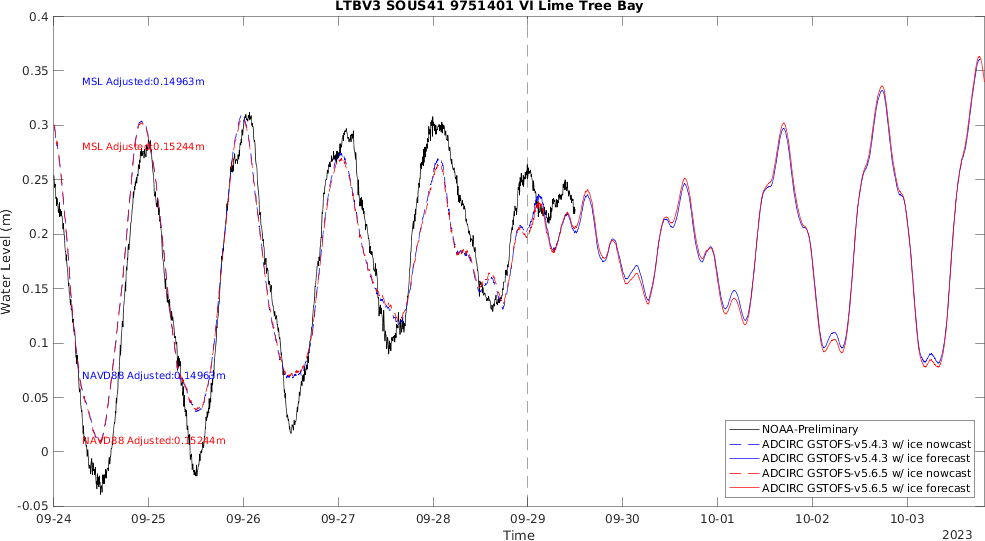 LTBV3 SOUS41 9751401 VI Lime Tree Bay
0.4
0.35
0.3
0.25
0.2
0.15
0.1
0.05
0
-0.05
Water Level (m)
MSL Adjusted:0.14963m
MSL Adjusted:0.15244m
NAVD88 Adjusted:0.14963m
NAVD88 Adjusted:0.15244m
NOAA-Preliminary
ADCIRC GSTOFS-v5.4.3 w/ ice nowcast
ADCIRC GSTOFS-v5.4.3 w/ ice forecast
ADCIRC GSTOFS-v5.6.5 w/ ice nowcast
ADCIRC GSTOFS-v5.6.5 w/ ice forecast
09-24 09-25 09-26 09-27 09-28 09-29 09-30 10-01 10-02 10-03
Time
2023